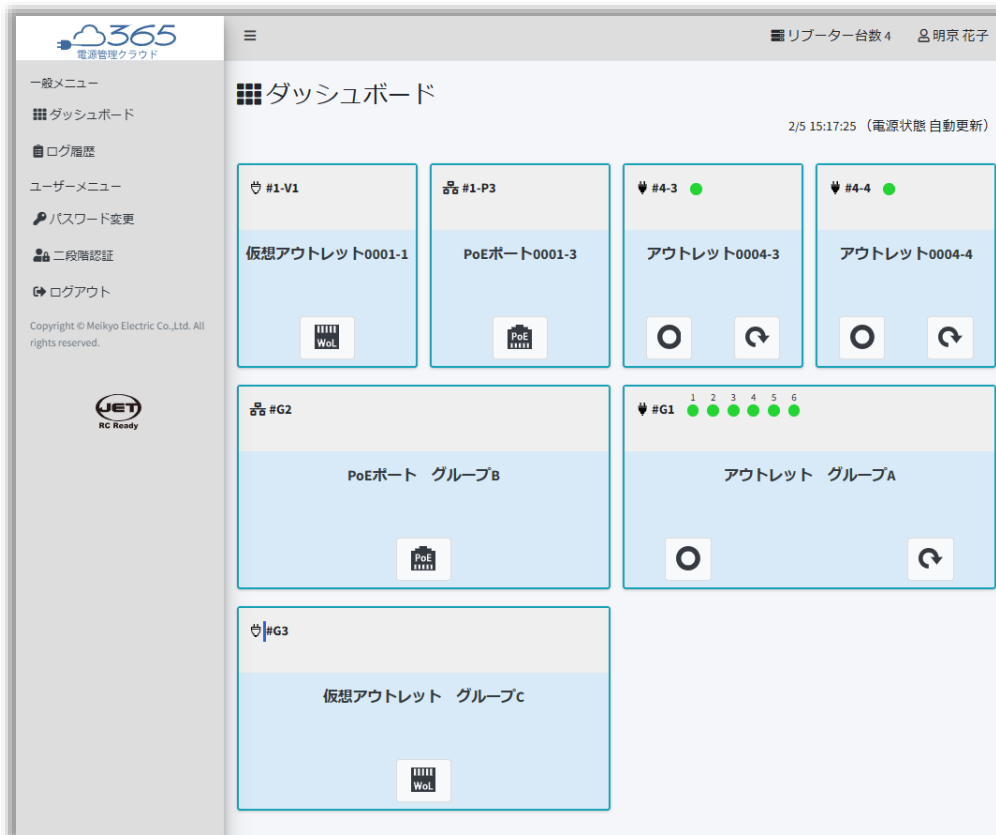 365
電源管理クラウド
リブーター台数 4 明京 花子
一般メニュー
ダッシュボード
ログ履歴
ユーザーメニュー
パスワード変更
二段階認証
ログアウト
Copyright © Meikyo Electric Co.,Ltd. All
rights reserved.
JET
RC Ready
ダッシュボード
2/5 15:17:25 （電源状態 自動更新）
#1-V1
仮想アウトレット0001-1
WoL
#1-P3
PoEポート0001-3
PoE
#4-3
アウトレット0004-3
#4-4
アウトレット0004-4
#G2
PoEポート　グループB
PoE
#G1 1 2 3 4 5 6
アウトレット　グループA
#G3
仮想アウトレット　グループC
WoL